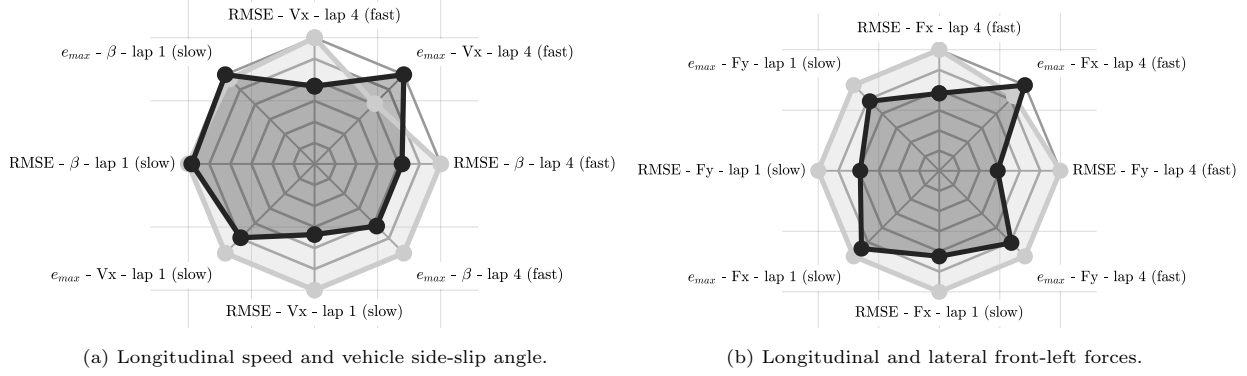 RMSE - Vx - lap 4 (fast)
e_max - β - lap 1 (slow)
e_max - Vx - lap 4 (fast)
RMSE - β - lap 1 (slow)
RMSE - β - lap 4 (fast)
e_max - Vx - lap 1 (slow)
e_max - β - lap 4 (fast)
RMSE - Vx - lap 1 (slow)
(a) Longitudinal speed and vehicle side-slip angle.
RMSE - Fx - lap 4 (fast)
e_max - Fy - lap 1 (slow)
e_max - Fx - lap 4 (fast)
RMSE - Fy - lap 1 (slow)
RMSE - Fy - lap 4 (fast)
e_max - Fx - lap 1 (slow)
e_max - Fy - lap 4 (fast)
RMSE - Fx - lap 1 (slow)
(b) Longitudinal and lateral front-left forces.